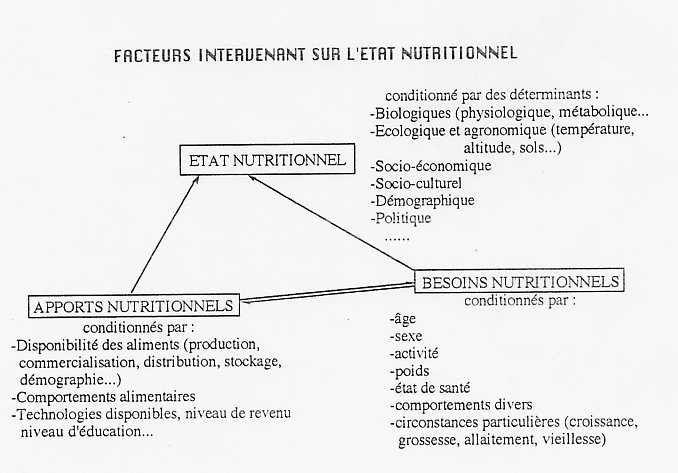 FACTEURS INTERVENANT SUR L'ETAT NUTRITIONNEL
conditionné par des déterminants :
-Biologiques (physiologique, métabolique...
-Ecologique et agronomique (température,
altitude, sols...)
-Socio-économique
-Socio-culturel
-Démographique
-Politique
......
ETAT NUTRITIONNEL
APPORTS NUTRITIONNELS
conditionnés par :
-Disponibilité des aliments (production,
commercialisation, distribution, stockage,
démographie...)
-Comportements alimentaires
-Technologies disponibles, niveau de revenu
niveau d'éducation...
BESOINS NUTRITIONNELS
conditionnés par :
-âge
-sexe
-activité
-poids
-état de santé
-comportements divers
-circonstances particulières (croissance,
grossesse, allaitement, vieillesse)